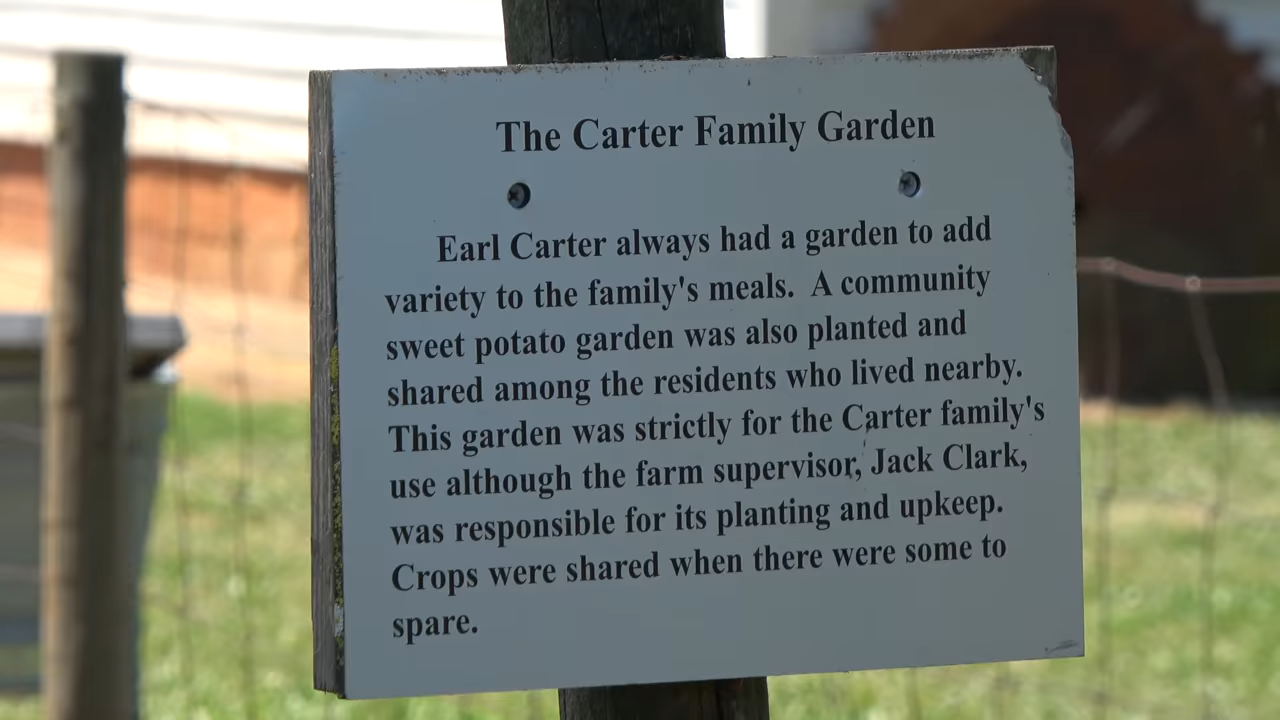 The Carter Family Garden
Earl Carter always had a garden to add
variety to the family's meals.  A community
sweet potato garden was also planted and
shared among the residents who lived nearby.
This garden was strictly for the Carter family's
use although the farm supervisor, Jack Clark,
was responsible for its planting and upkeep.
Crops were shared when there were some to
spare.